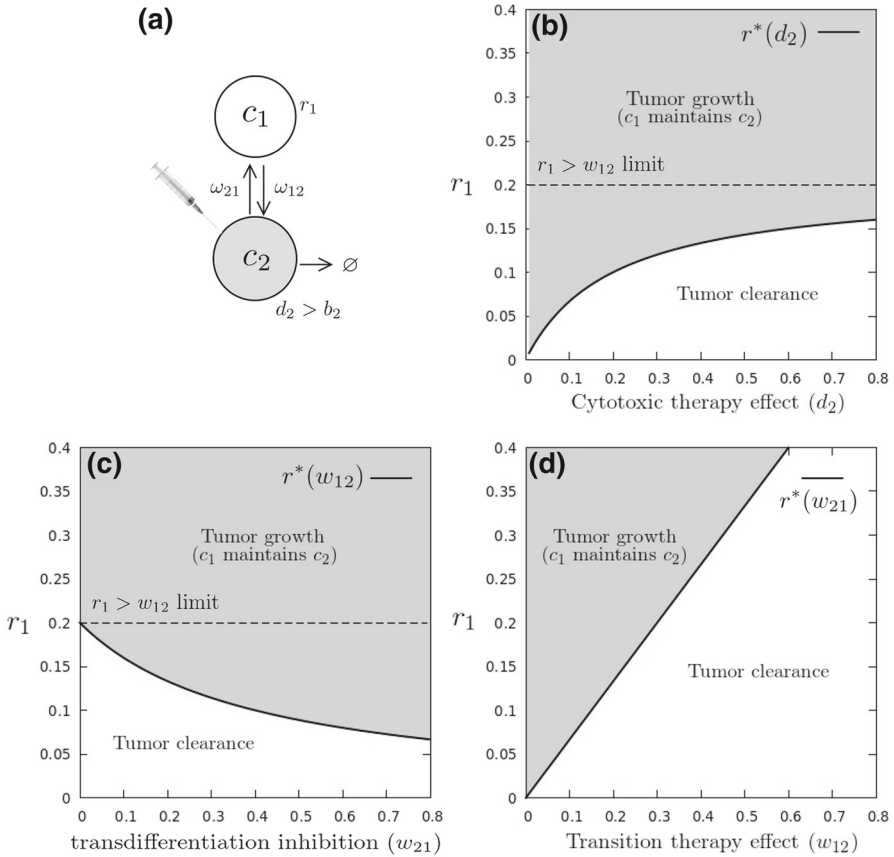 (a)
c₁ r₁
ω₂₁ ω₁₂
c₂ ∅
d₂ > b₂
(b)
r*(d₂)
Tumor growth
(c₁ maintains c₂)
r₁ > w₁₂ limit
Tumor clearance
r₁
0.4
0.35
0.3
0.25
0.2
0.15
0.1
0.05
0
0 0.1 0.2 0.3 0.4 0.5 0.6 0.7 0.8
Cytotoxic therapy effect (d₂)
(c)
r*(w₁₂)
Tumor growth
(c₁ maintains c₂)
r₁ > w₁₂ limit
Tumor clearance
r₁
0.4
0.35
0.3
0.25
0.2
0.15
0.1
0.05
0
0 0.1 0.2 0.3 0.4 0.5 0.6 0.7 0.8
transdifferentiation inhibition (w₂₁)
(d)
r*(w₂₁)
Tumor growth
(c₁ maintains c₂)
Tumor clearance
r₁
0.4
0.35
0.3
0.25
0.2
0.15
0.1
0.05
0
0 0.1 0.2 0.3 0.4 0.5 0.6 0.7 0.8
Transition therapy effect (w₁₂)